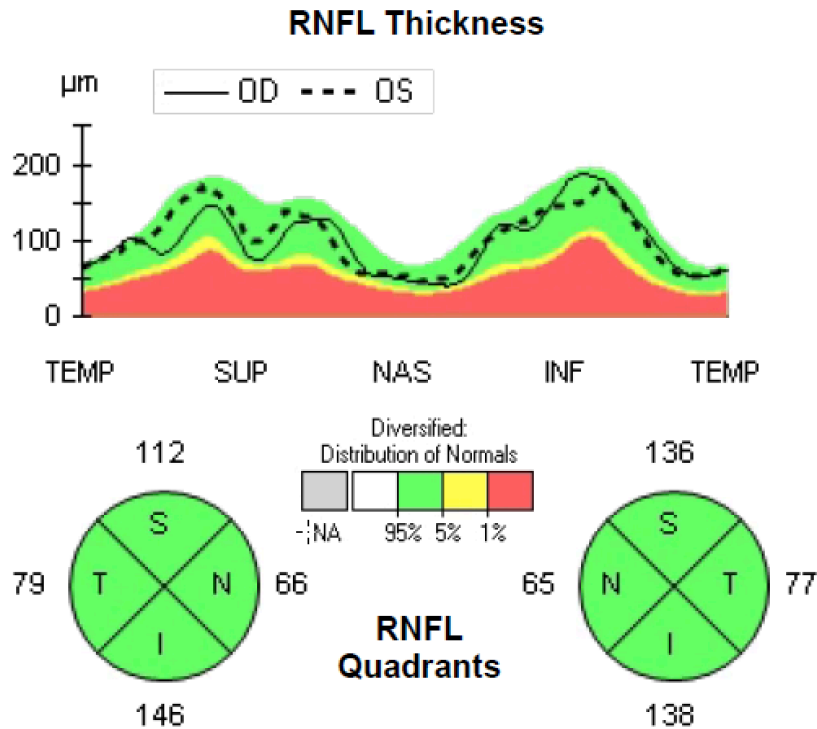 RNFL Thickness
µm
OD OS
200
100
0
TEMP SUP NAS INF TEMP
Diversified:
Distribution of Normals
NA 95% 5% 1%
112
S
79 T N 66
I
146
136
S
65 N T 77
I
138
RNFL
Quadrants